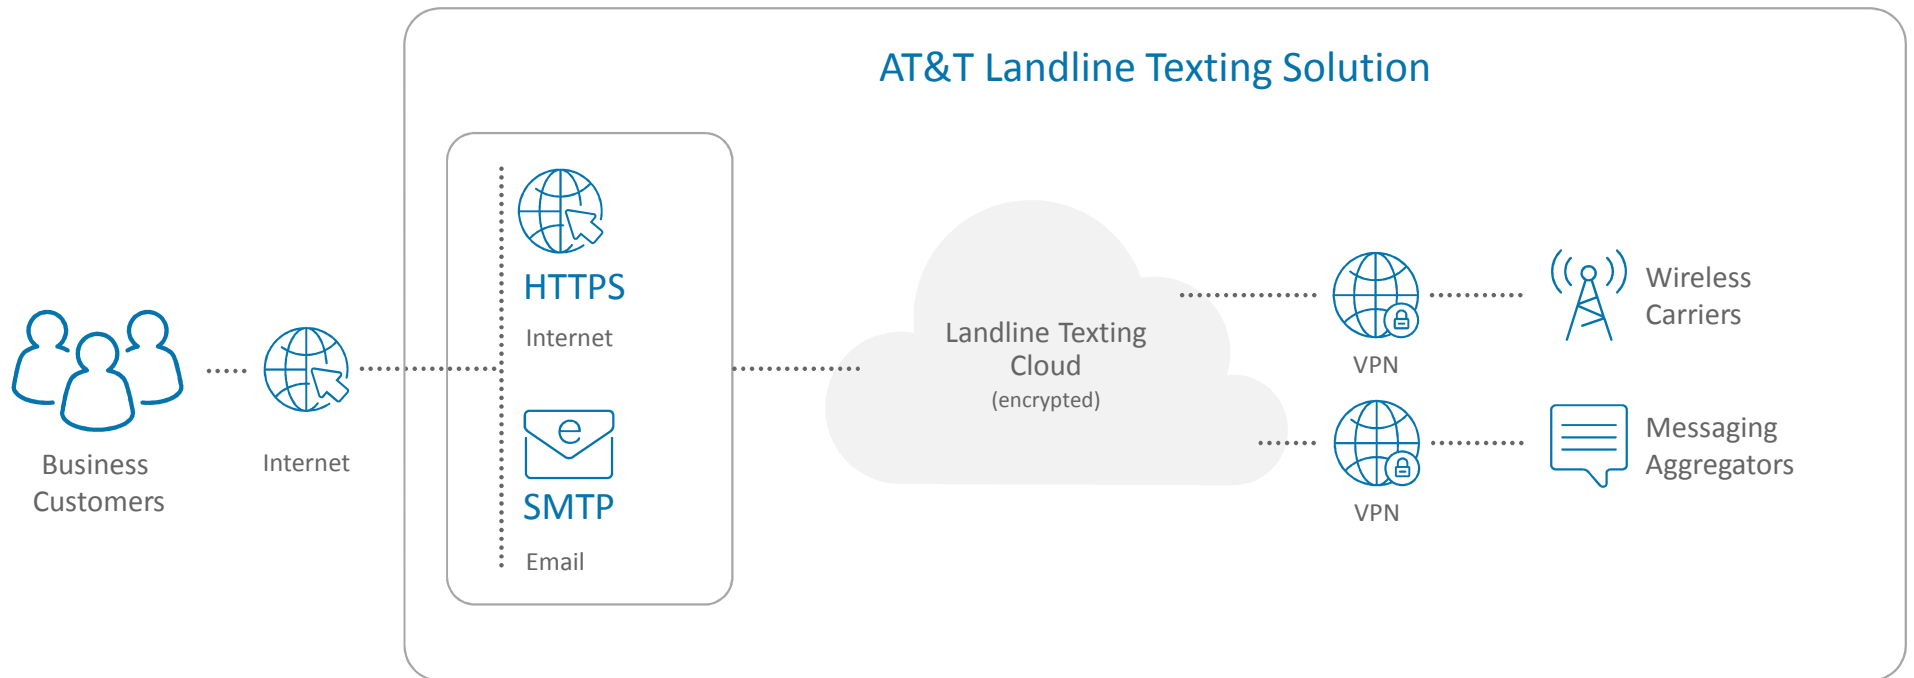 AT&T Landline Texting Solution
Business
Customers
Internet
HTTPS
Internet
e
SMTP
Email
Landline Texting
Cloud
(encrypted)
VPN
Wireless
Carriers
VPN
Messaging
Aggregators